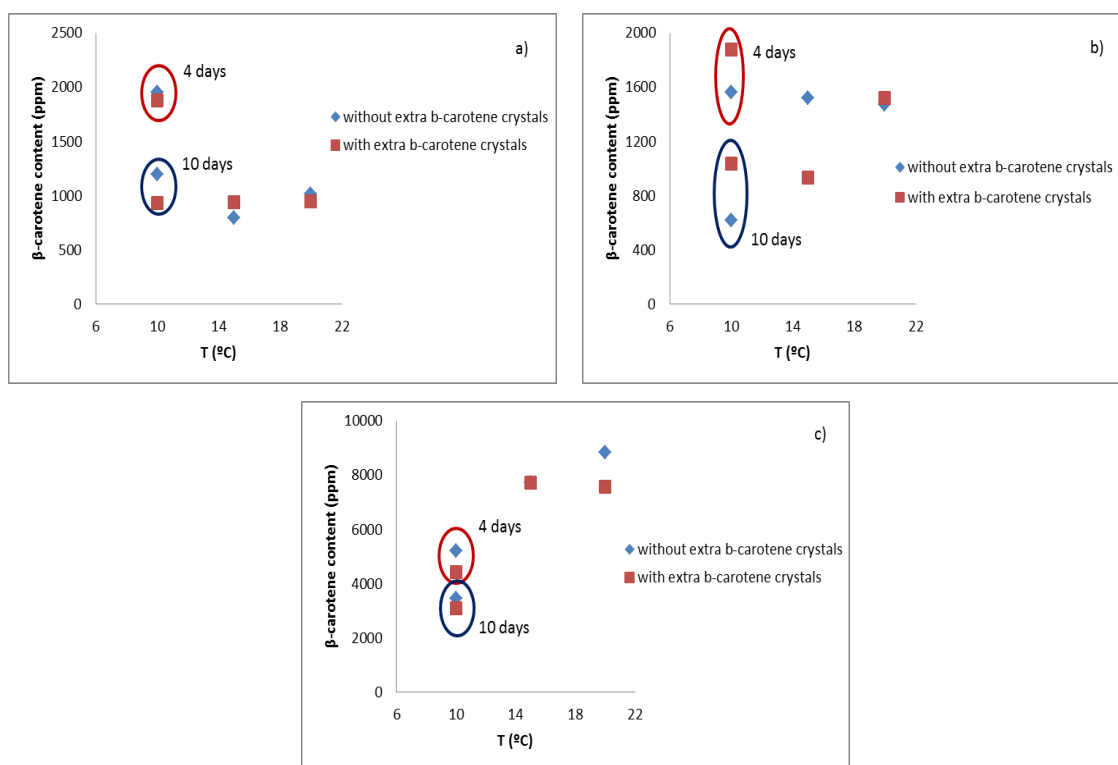 a)
β-carotene content (ppm)
2500
2000
1500
1000
500
0
4 days
10 days
without extra b-carotene crystals
with extra b-carotene crystals
6 10 14 18 22
T (ºC)
b)
β-carotene content (ppm)
2000
1600
1200
800
400
0
4 days
10 days
without extra b-carotene crystals
with extra b-carotene crystals
6 10 14 18 22
T (ºC)
c)
β-carotene content (ppm)
10000
8000
6000
4000
2000
0
4 days
10 days
without extra b-carotene crystals
with extra b-carotene crystals
6 10 14 18 22
T (ºC)